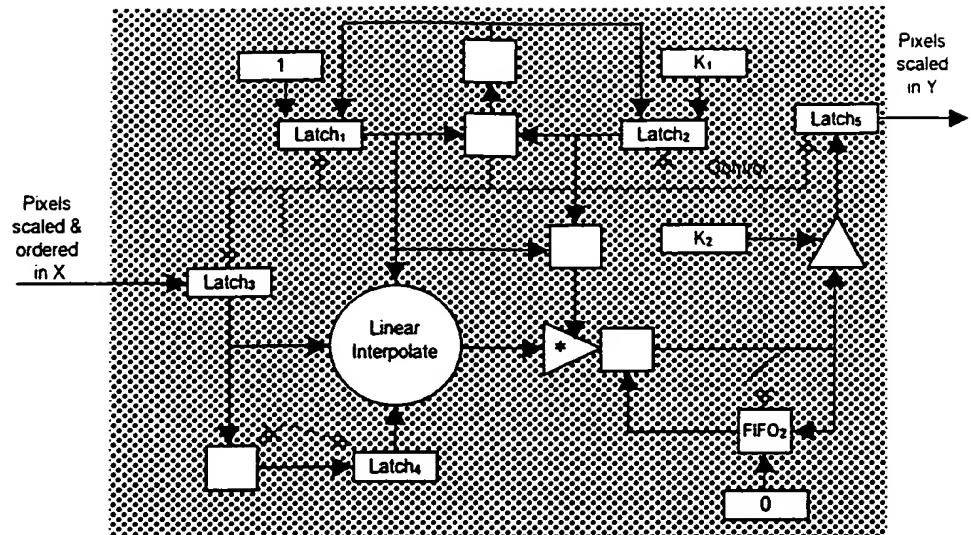 Pixels
scaled
in Y
1
K₁
Latch₁
Latch₂
Latch₅
Control
Pixels
scaled &
ordered
in X
K₂
Latch₃
Linear
Interpolate
*
FIFO₂
Latch₄
0